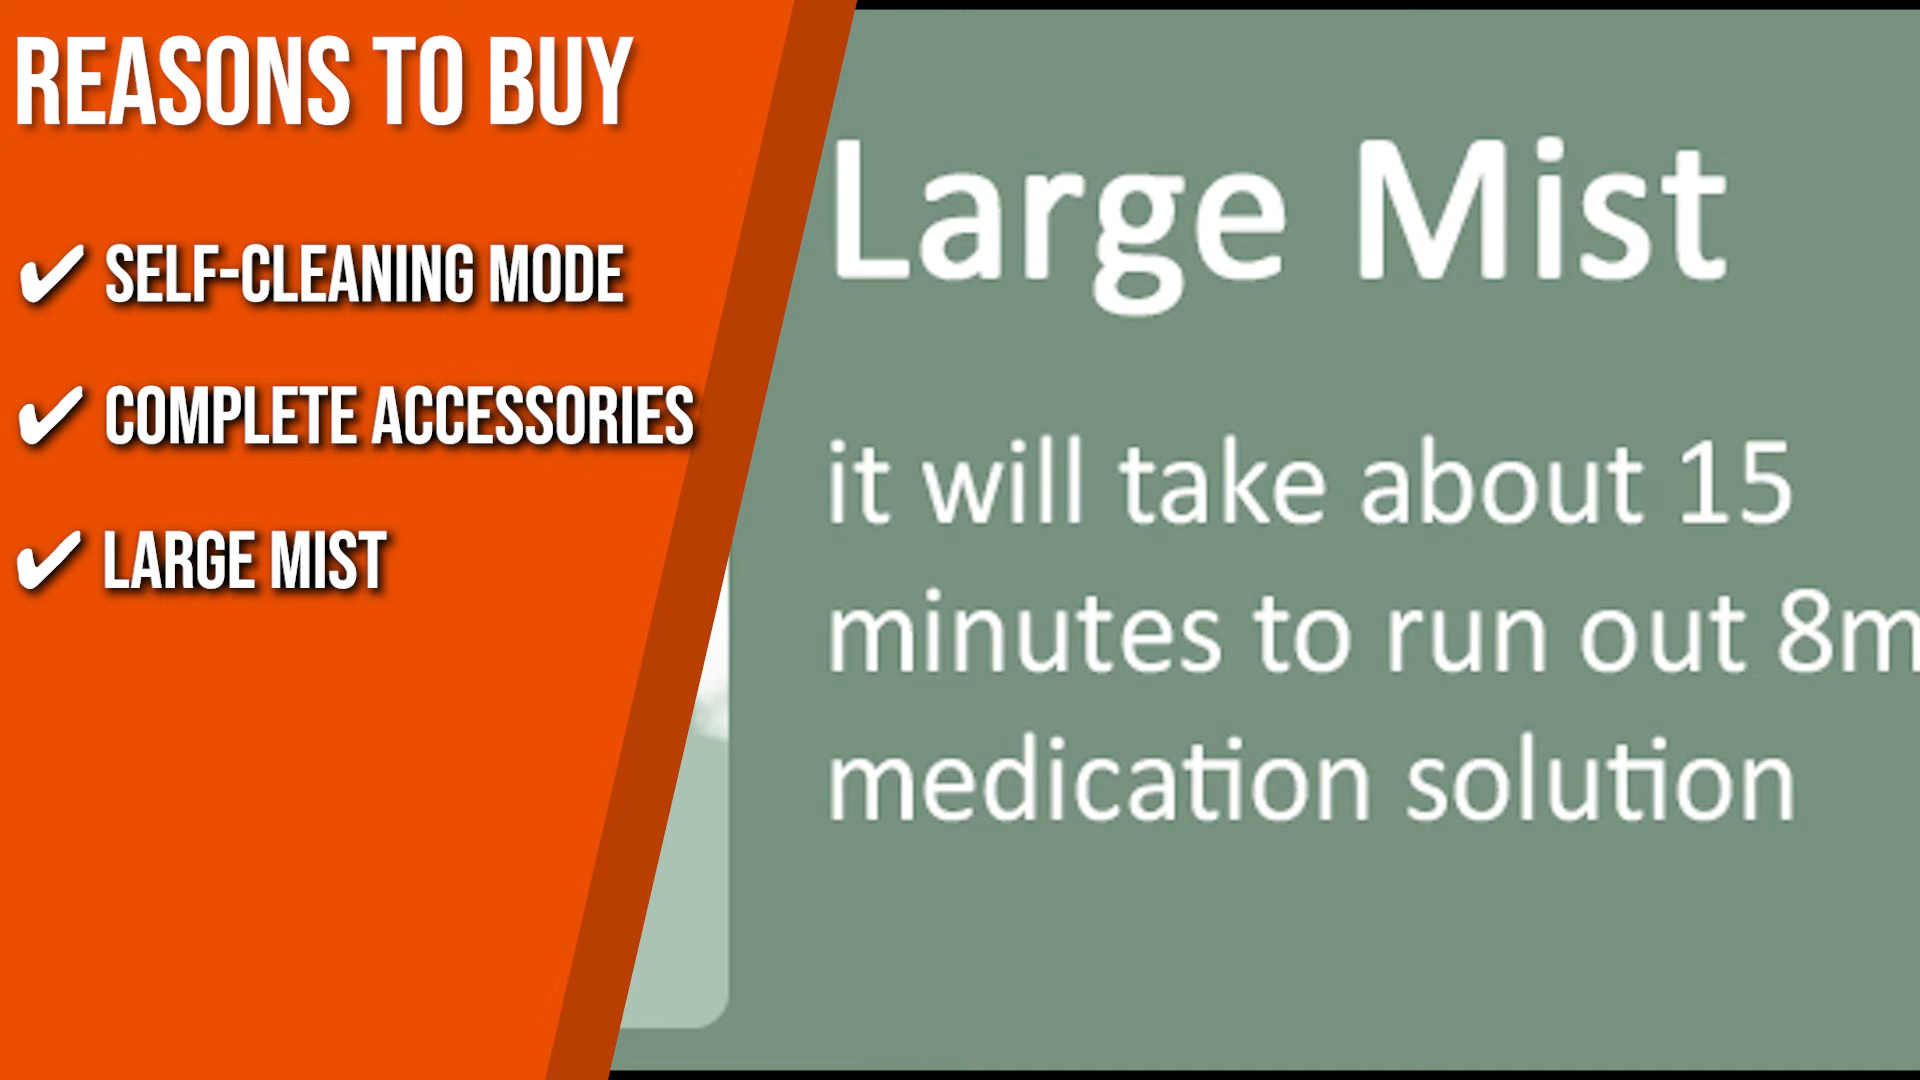 REASONS TO BUY
✔ SELF-CLEANING MODE
✔ COMPLETE ACCESSORIES
✔ LARGE MIST
Large Mist
it will take about 15
minutes to run out 8m
medication solution